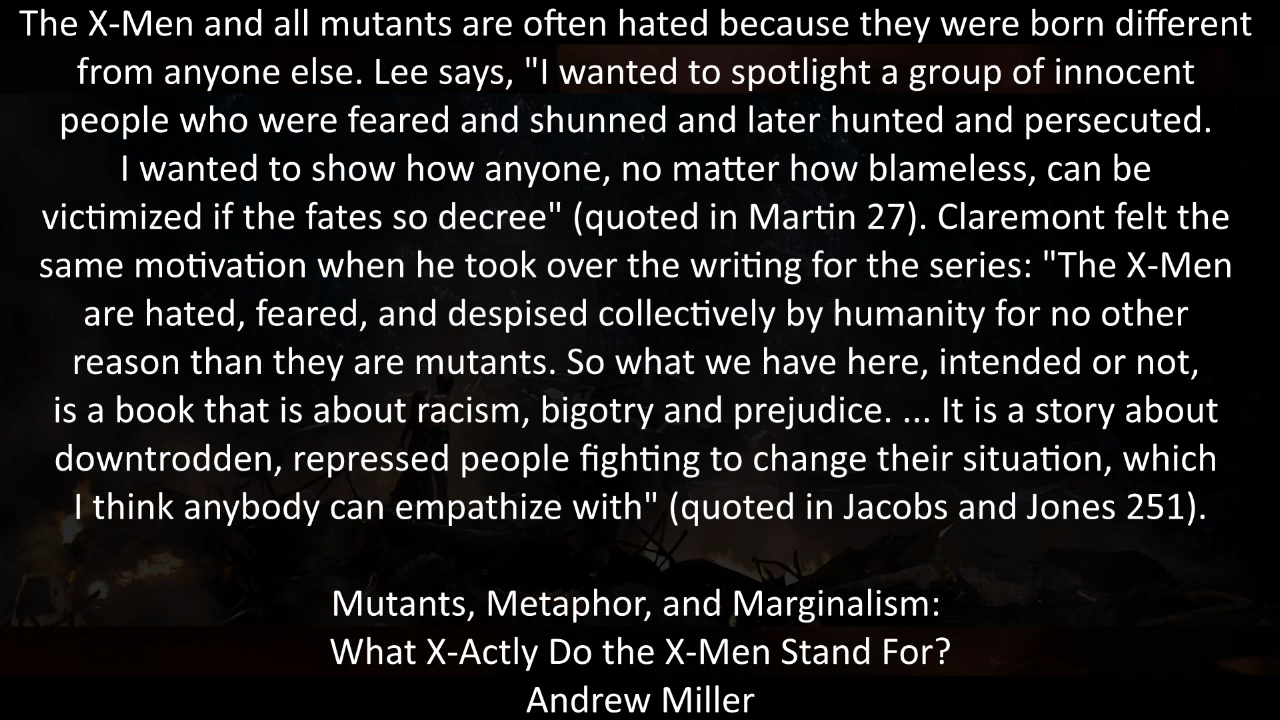 The X-Men and all mutants are often hated because they were born different
from anyone else. Lee says, "I wanted to spotlight a group of innocent
people who were feared and shunned and later hunted and persecuted.
I wanted to show how anyone, no matter how blameless, can be
victimized if the fates so decree" (quoted in Martin 27). Claremont felt the
same motivation when he took over the writing for the series: "The X-Men
are hated, feared, and despised collectively by humanity for no other
reason than they are mutants. So what we have here, intended or not,
is a book that is about racism, bigotry and prejudice. ... It is a story about
downtrodden, repressed people fighting to change their situation, which
I think anybody can empathize with" (quoted in Jacobs and Jones 251).
Mutants, Metaphor, and Marginalism:
What X-Actly Do the X-Men Stand For?
Andrew Miller